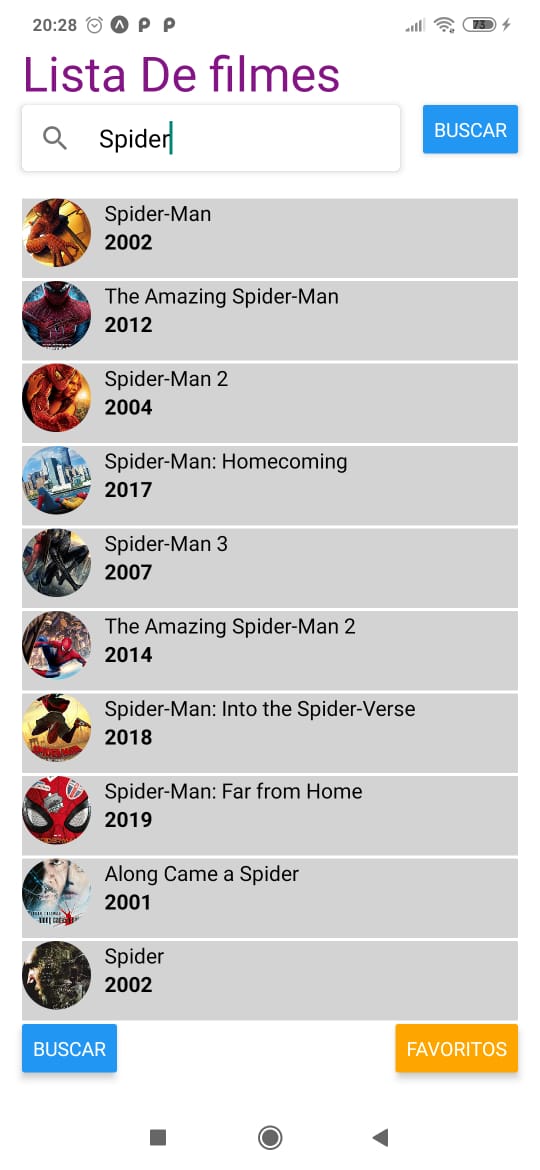 20:28
73
Lista De filmes
Spider
BUSCAR
Spider-Man
2002
The Amazing Spider-Man
2012
Spider-Man 2
2004
Spider-Man: Homecoming
2017
Spider-Man 3
2007
The Amazing Spider-Man 2
2014
Spider-Man: Into the Spider-Verse
2018
Spider-Man: Far from Home
2019
Along Came a Spider
2001
Spider
2002
BUSCAR
FAVORITOS